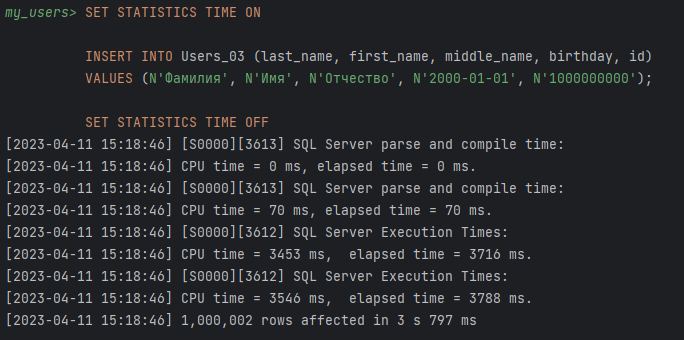 my_users> SET STATISTICS TIME ON
INSERT INTO Users_03 (last_name, first_name, middle_name, birthday, id)
VALUES (N'Фамилия', N'Имя', N'Отчество', N'2000-01-01', N'1000000000');
SET STATISTICS TIME OFF
[2023-04-11 15:18:46] [S0000][3613] SQL Server parse and compile time:
[2023-04-11 15:18:46] CPU time = 0 ms, elapsed time = 0 ms.
[2023-04-11 15:18:46] [S0000][3613] SQL Server parse and compile time:
[2023-04-11 15:18:46] CPU time = 70 ms, elapsed time = 70 ms.
[2023-04-11 15:18:46] [S0000][3612] SQL Server Execution Times:
[2023-04-11 15:18:46] CPU time = 3453 ms,  elapsed time = 3716 ms.
[2023-04-11 15:18:46] [S0000][3612] SQL Server Execution Times:
[2023-04-11 15:18:46] CPU time = 3546 ms,  elapsed time = 3788 ms.
[2023-04-11 15:18:46] 1,000,002 rows affected in 3 s 797 ms